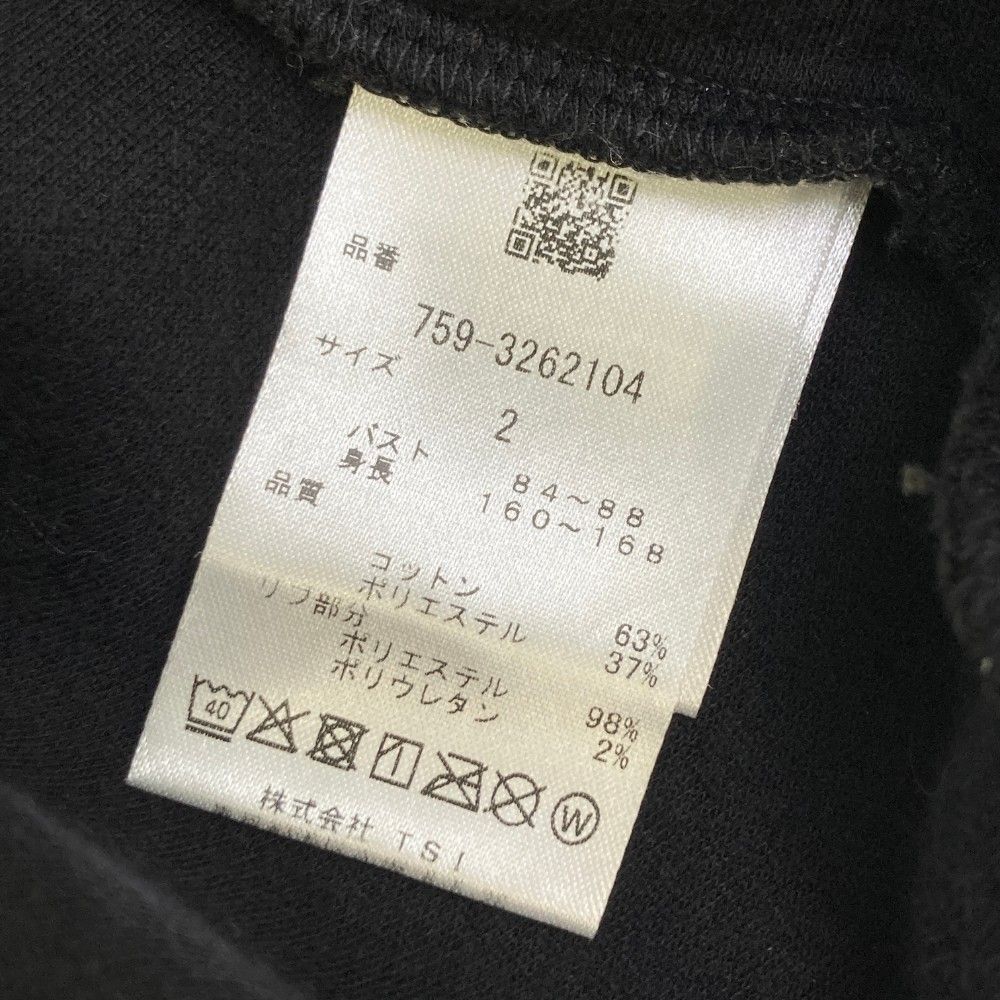 品番
759-3262104
サイズ
2
バスト 84～88
身長 160～168
品質
コットン 63%
ポリエステル 37%
リブ部分
ポリエステル 98%
ポリウレタン 2%
40
W
株式会社 TSI